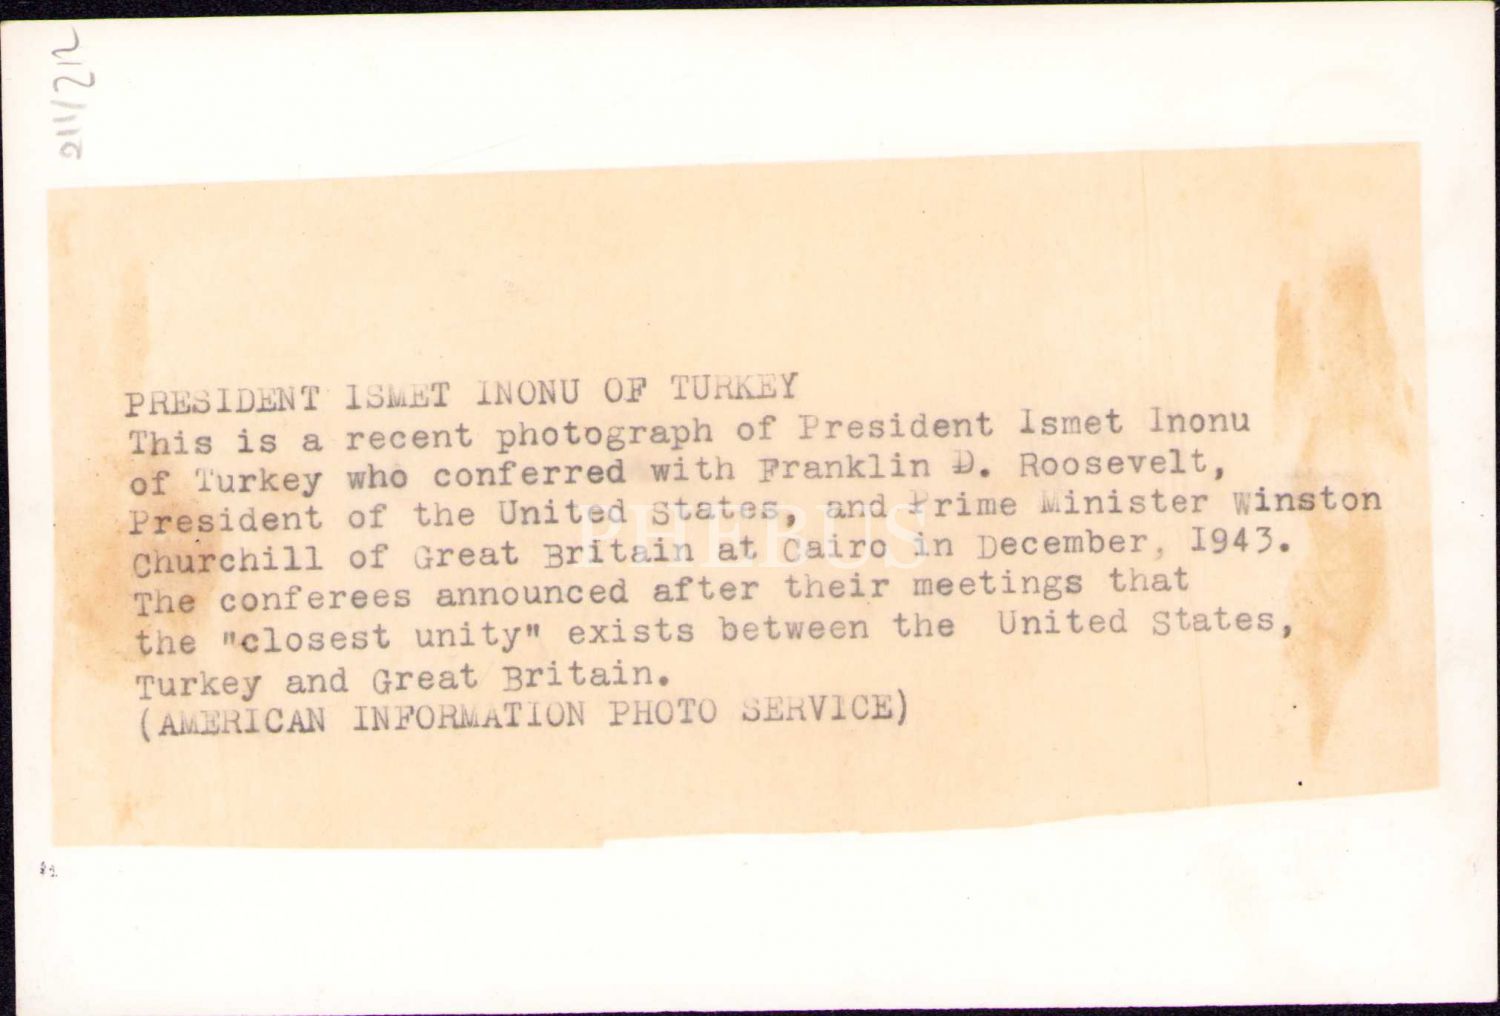 211/212
PRESIDENT ISMET INONU OF TURKEY
This is a recent photograph of President Ismet Inonu
of Turkey who conferred with Franklin D. Roosevelt,
President of the United States, and Prime Minister Winston
Churchill of Great Britain at Cairo in December, 1943.
The conferees announced after their meetings that
the "closest unity" exists between the United States,
Turkey and Great Britain.
(AMERICAN INFORMATION PHOTO SERVICE)
PHEBUS